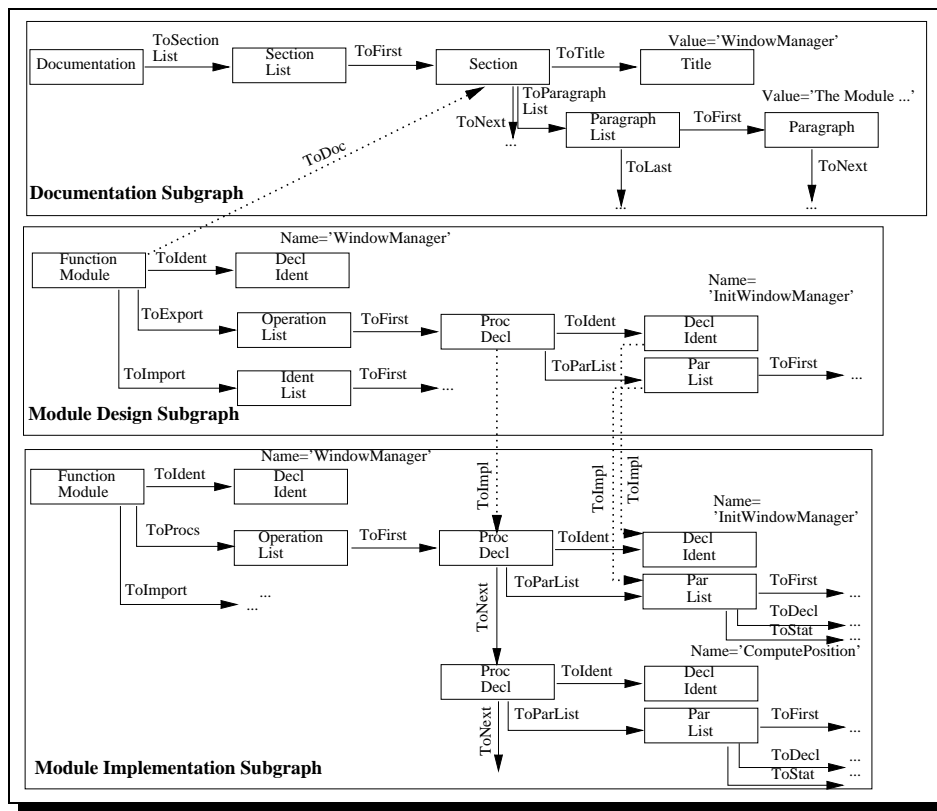 ToSection
List
ToFirst
ToTitle
Value='WindowManager'
Documentation
Section
List
Section
Title
ToParagraph
List
Value='The Module ...'
ToNext
...
Paragraph
List
ToFirst
Paragraph
ToDoc
ToLast
ToNext
Documentation Subgraph
...
...
Name='WindowManager'
Function
Module
ToIdent
Decl
Ident
Name=
'InitWindowManager'
ToExport
Operation
List
ToFirst
Proc
Decl
ToIdent
Decl
Ident
ToImport
Ident
List
ToFirst
...
ToParList
Par
List
ToFirst
...
Module Design Subgraph
Name='WindowManager'
Function
Module
ToIdent
Decl
Ident
ToImpl
ToImpl
ToImpl
Name=
'InitWindowManager'
ToProcs
Operation
List
ToFirst
Proc
Decl
ToIdent
Decl
Ident
ToImport
...
...
ToNext
ToParList
Par
List
ToFirst
...
ToDecl
...
ToStat
...
Name='ComputePosition'
Proc
Decl
ToIdent
Decl
Ident
ToNext
ToParList
Par
List
ToFirst
...
ToDecl
...
ToStat
...
Module Implementation Subgraph